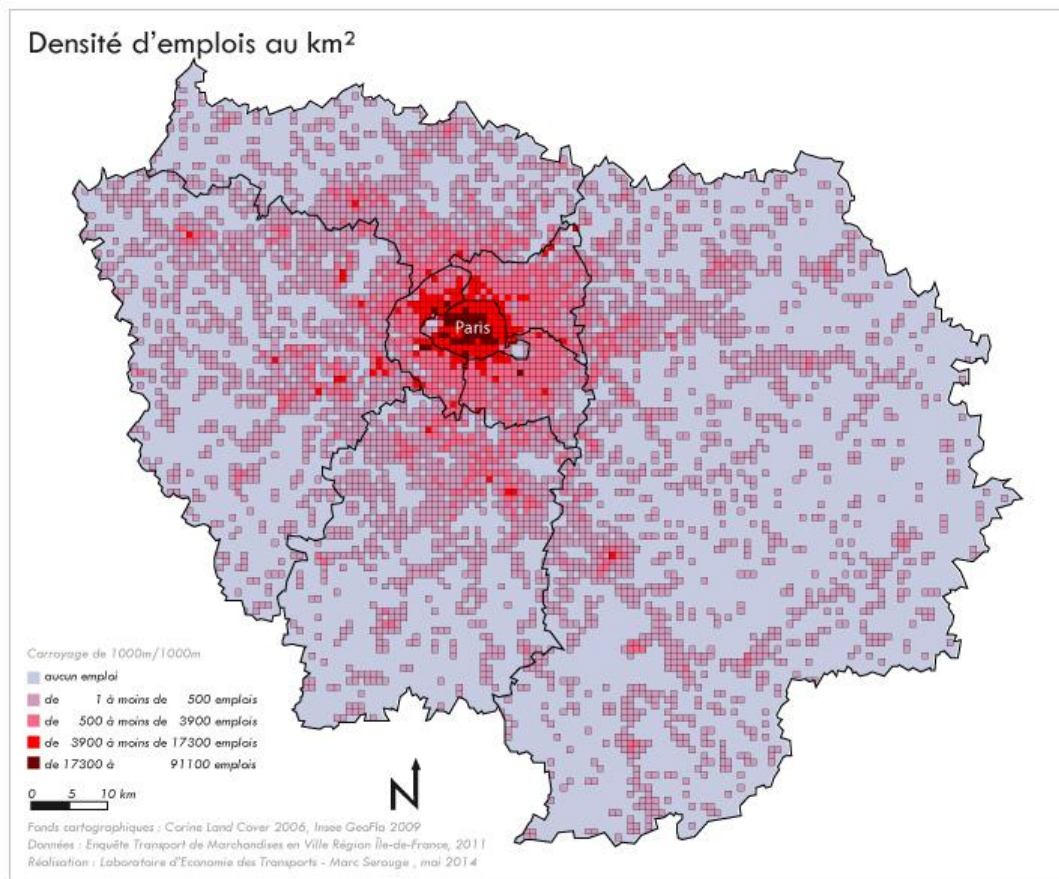 Densité d'emplois au km²
Paris
Carroyage de 1000m/1000m
aucun emploi
de 1 à moins de 500 emplois
de 500 à moins de 3900 emplois
de 3900 à moins de 17300 emplois
de 17300 à 91100 emplois
0 5 10 km
N
Fonds cartographiques : Corine Land Cover 2006, Insee GeoFla 2009
Données : Enquête Transport de Marchandises en Ville Région Île-de-France, 2011
Réalisation : Laboratoire d'Economie des Transports - Marc Serouge , mai 2014